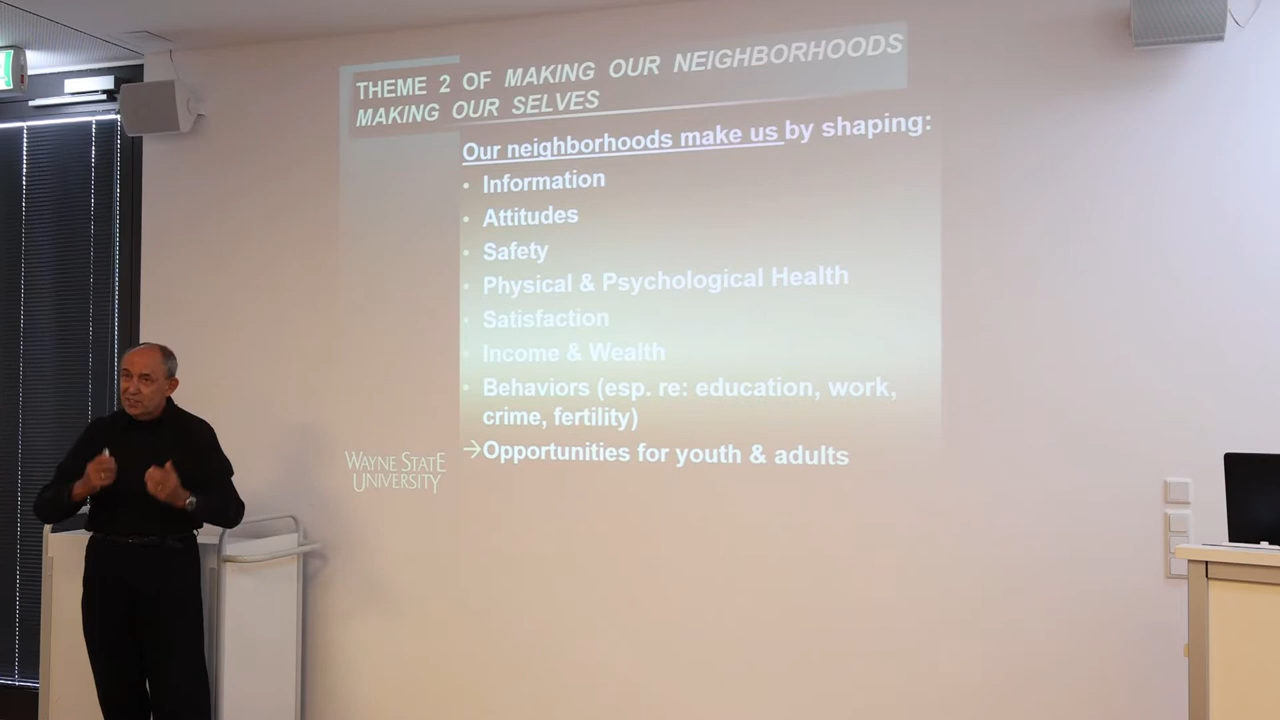 THEME 2 OF MAKING OUR NEIGHBORHOODS
MAKING OUR SELVES
Our neighborhoods make us by shaping:
• Information
• Attitudes
• Safety
• Physical & Psychological Health
• Satisfaction
• Income & Wealth
• Behaviors (esp. re: education, work,
crime, fertility)
→Opportunities for youth & adults
WAYNE STATE
UNIVERSITY